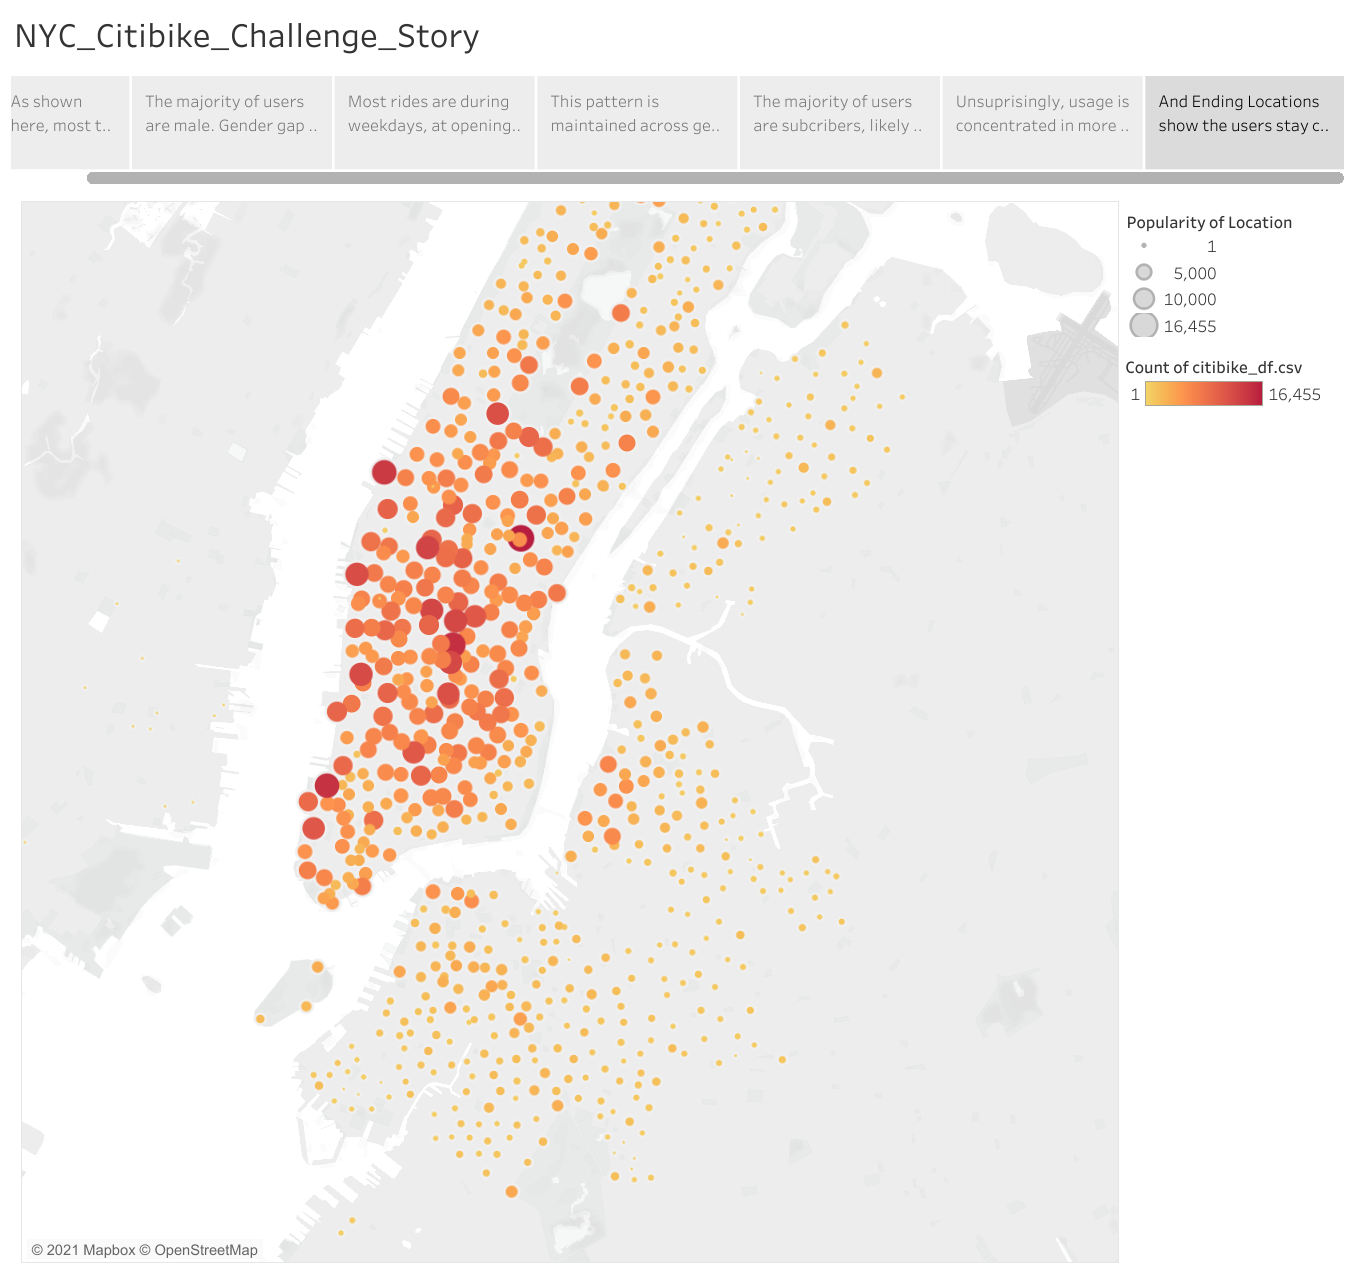 NYC_Citibike_Challenge_Story
As shown
here, most t..
The majority of users
are male. Gender gap ..
Most rides are during
weekdays, at opening..
This pattern is
maintained across ge..
The majority of users
are subcribers, likely ..
Unsuprisingly, usage is
concentrated in more ..
And Ending Locations
show the users stay c..
Popularity of Location
1
5,000
10,000
16,455
Count of citibike_df.csv
1 16,455
© 2021 Mapbox © OpenStreetMap